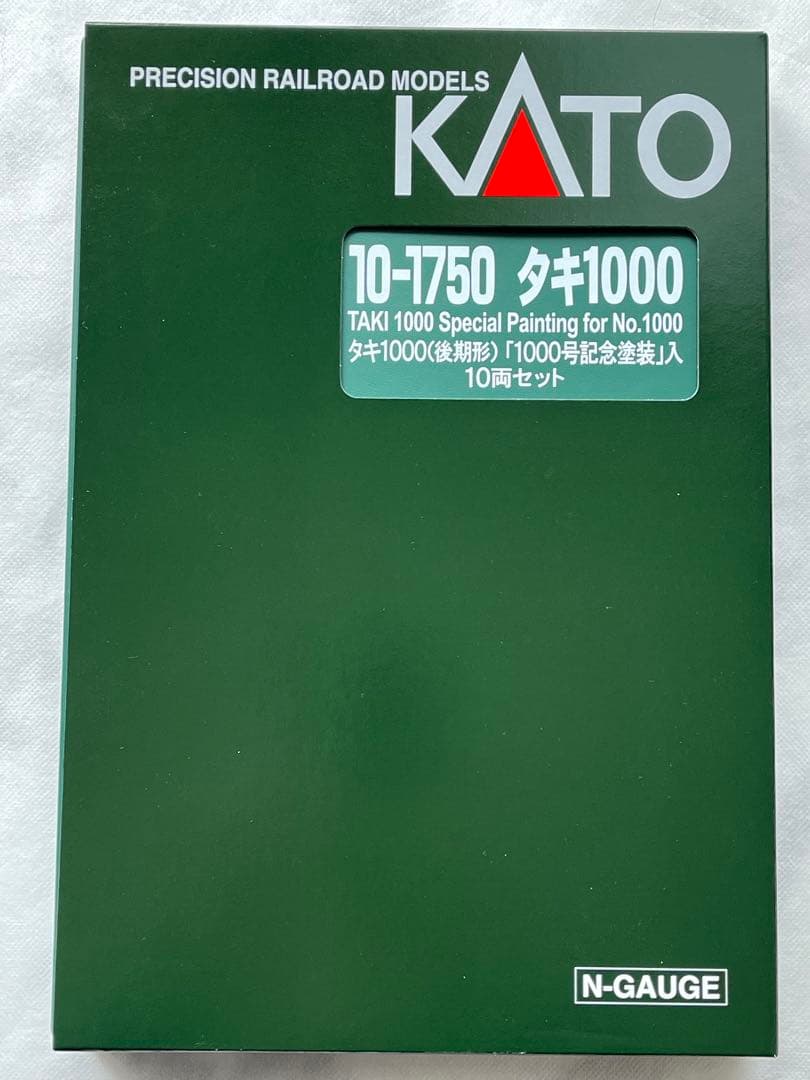 PRECISION RAILROAD MODELS
KATO
10-1750 タキ1000
TAKI 1000 Special Painting for No.1000
タキ1000(後期形)「1000号記念塗装」入
10両セット
N-GAUGE